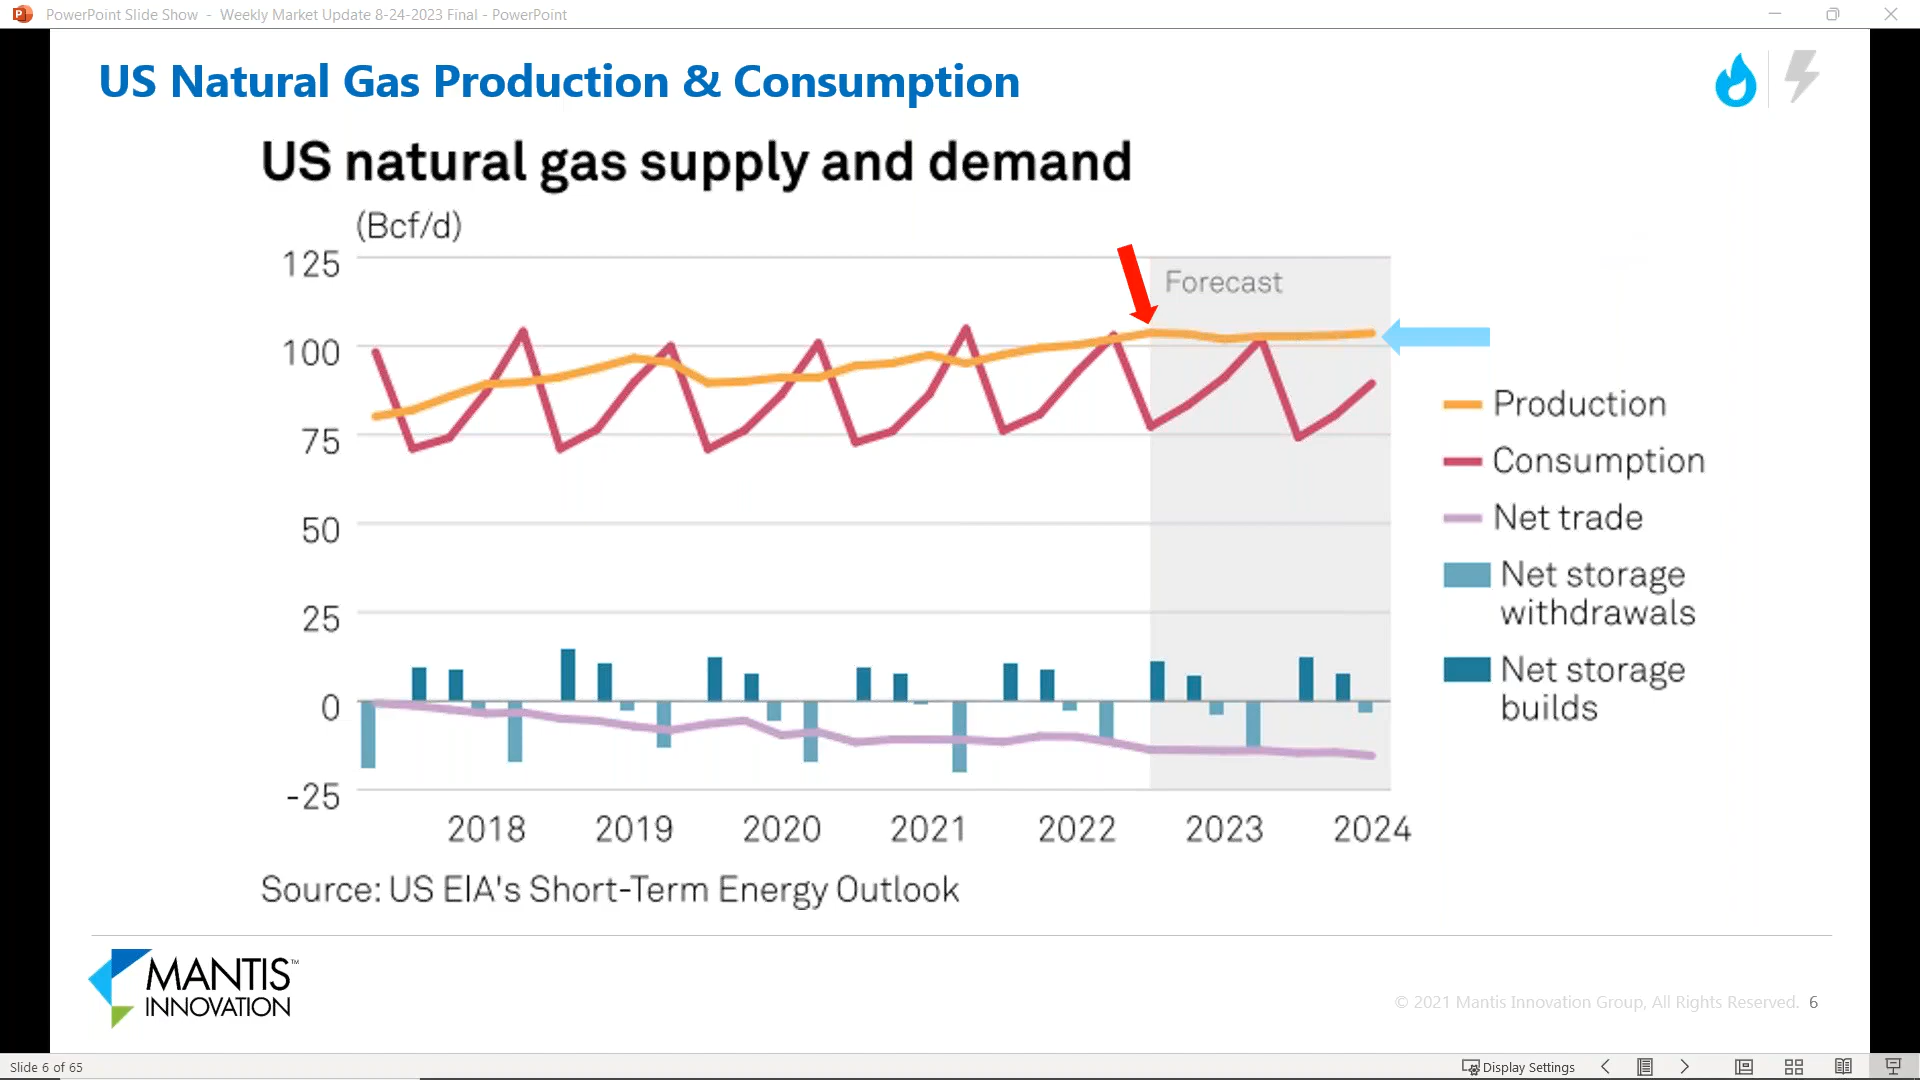 PowerPoint Slide Show - Weekly Market Update 8-24-2023 Final - PowerPoint
US Natural Gas Production & Consumption
US natural gas supply and demand
(Bcf/d)
125
100
75
50
25
0
-25
Forecast
Production
Consumption
Net trade
Net storage
withdrawals
Net storage
builds
2018 2019 2020 2021 2022 2023 2024
Source: US EIA's Short-Term Energy Outlook
MANTIS™
INNOVATION
© 2021 Mantis Innovation Group, All Rights Reserved. 6
Slide 6 of 65
Display Settings